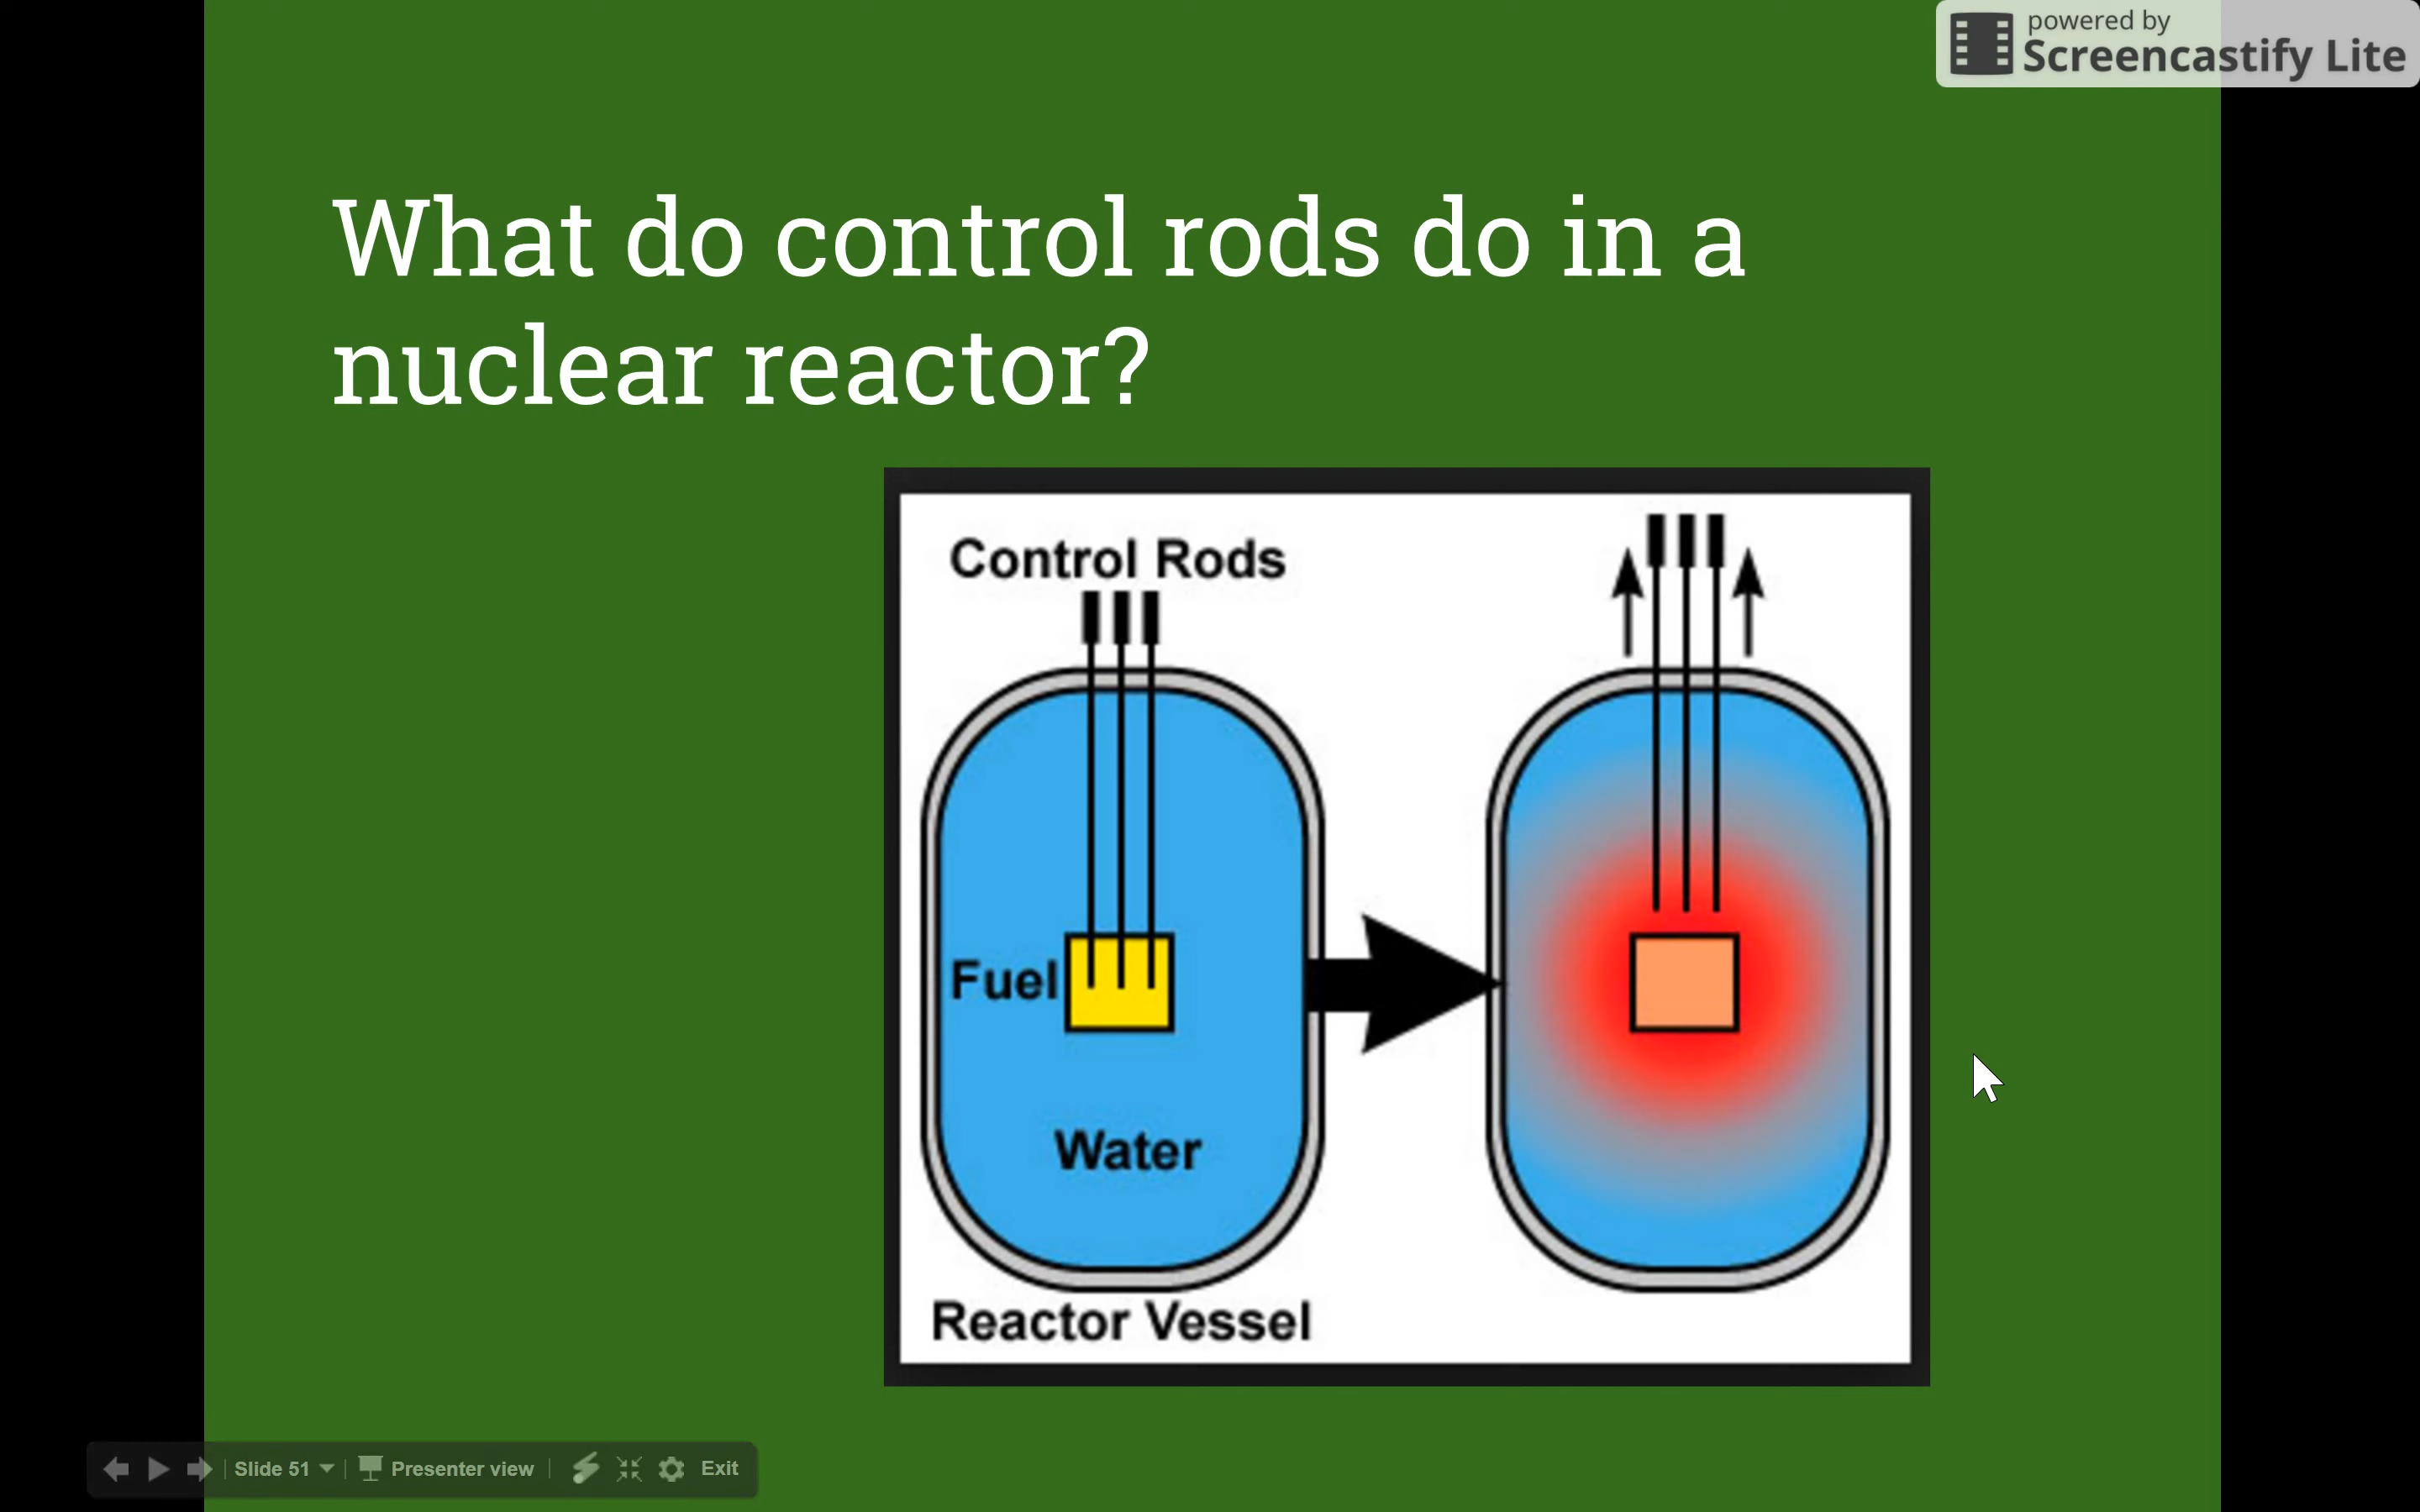 powered by
Screencastify Lite
What do control rods do in a
nuclear reactor?
Control Rods
Fuel
Water
Reactor Vessel
Slide 51
Presenter view
Exit